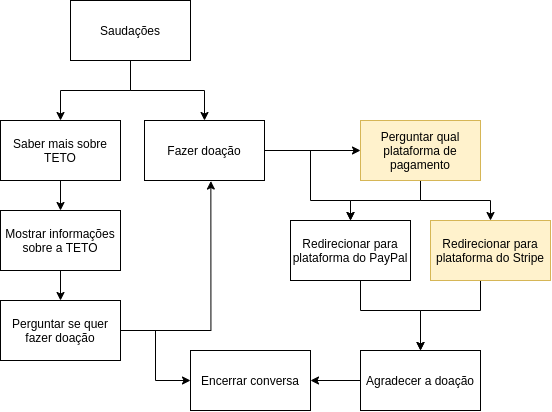 Saudações
Saber mais sobre
TETO
Fazer doação
Perguntar qual
plataforma de
pagamento
Mostrar informações
sobre a TETO
Redirecionar para
plataforma do PayPal
Redirecionar para
plataforma do Stripe
Perguntar se quer
fazer doação
Encerrar conversa
Agradecer a doação